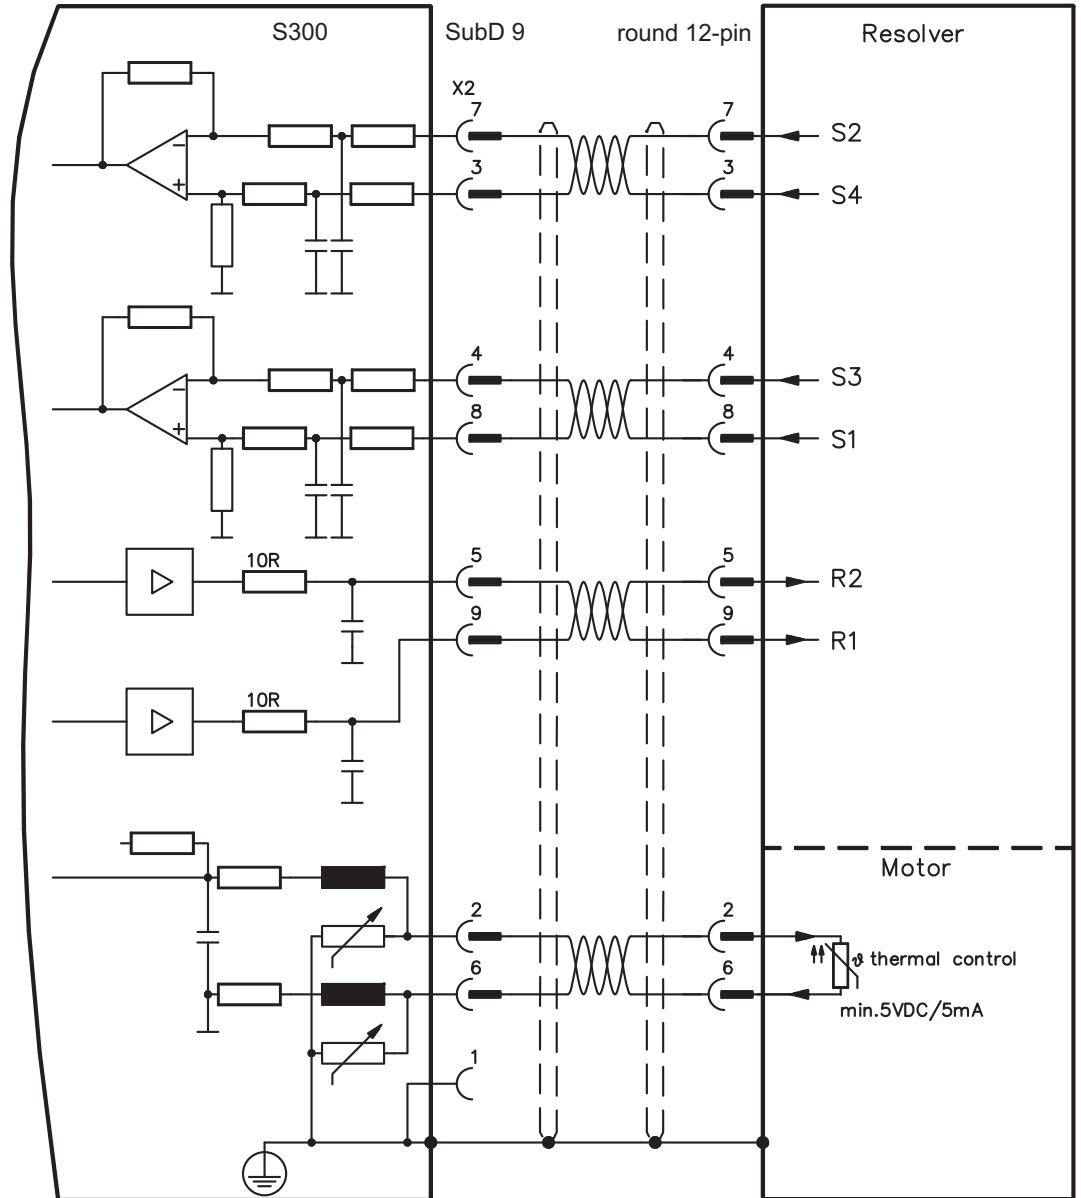 S300 SubD 9 round 12-pin Resolver
X2
7 7 S2
3 3 S4
4 4 S3
8 8 S1
10R 5 5 R2
9 9 R1
10R
Motor
2 2
ϑ thermal control
6 6
min.5VDC/5mA
1